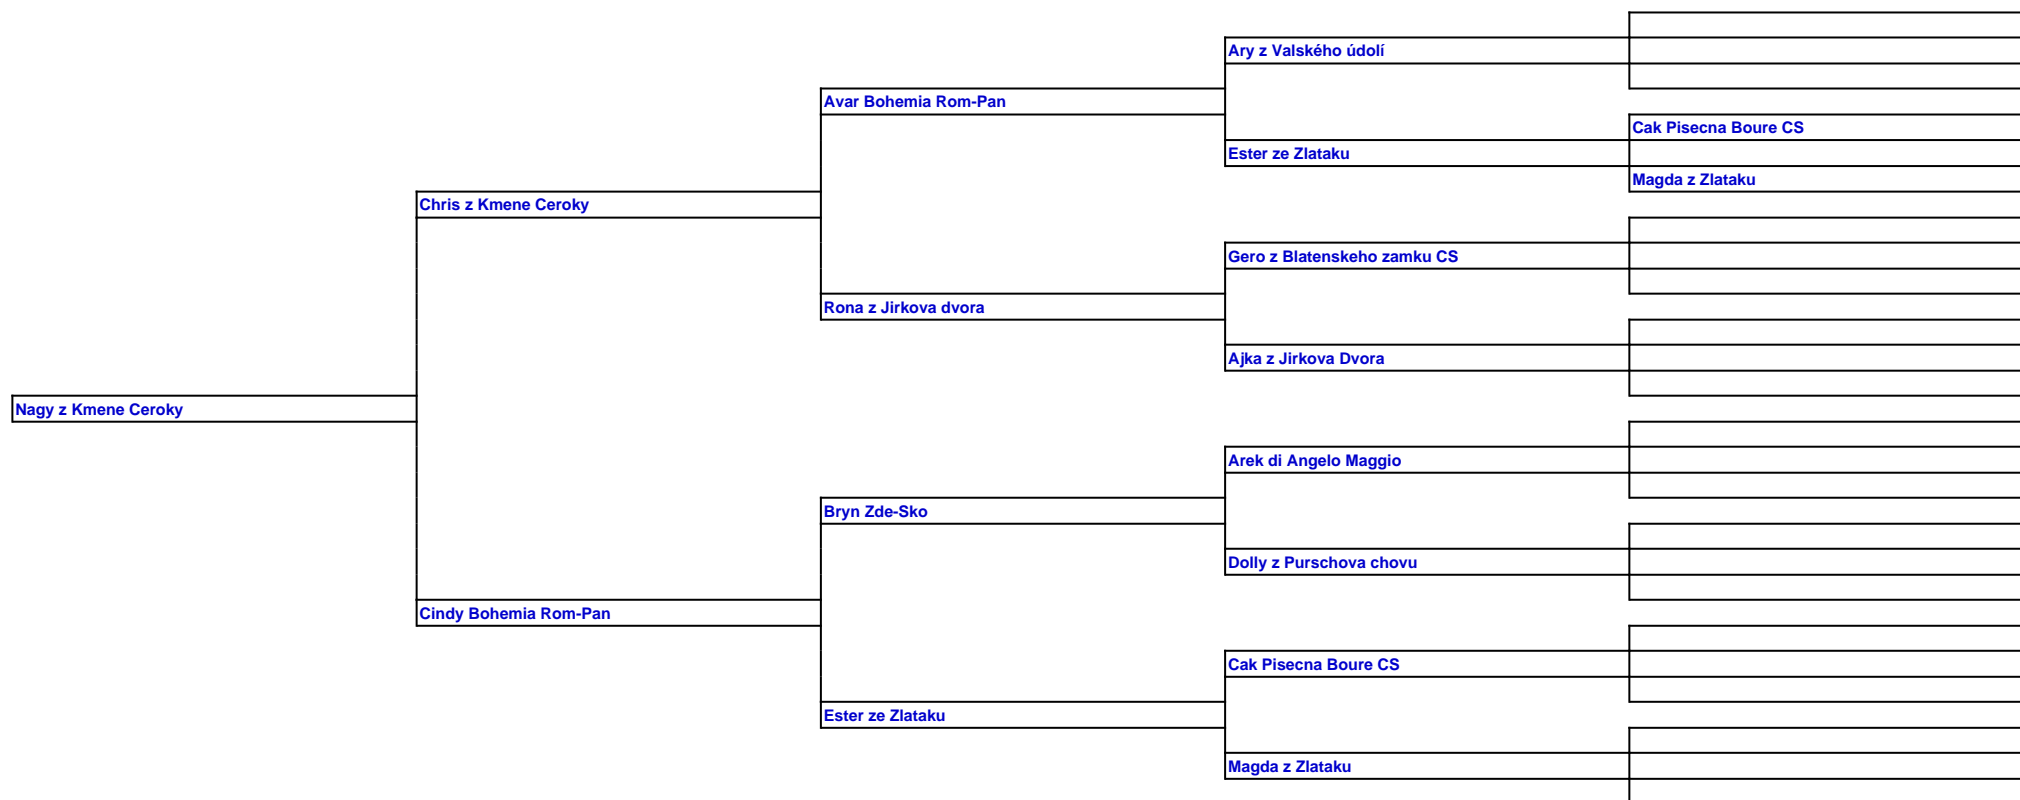 Ary z Valského údolí
Avar Bohemia Rom-Pan
Cak Pisecna Boure CS
Ester ze Zlataku
Magda z Zlataku
Chris z Kmene Ceroky
Gero z Blatenskeho zamku CS
Rona z Jirkova dvora
Ajka z Jirkova Dvora
Nagy z Kmene Ceroky
Arek di Angelo Maggio
Bryn Zde-Sko
Dolly z Purschova chovu
Cindy Bohemia Rom-Pan
Cak Pisecna Boure CS
Ester ze Zlataku
Magda z Zlataku